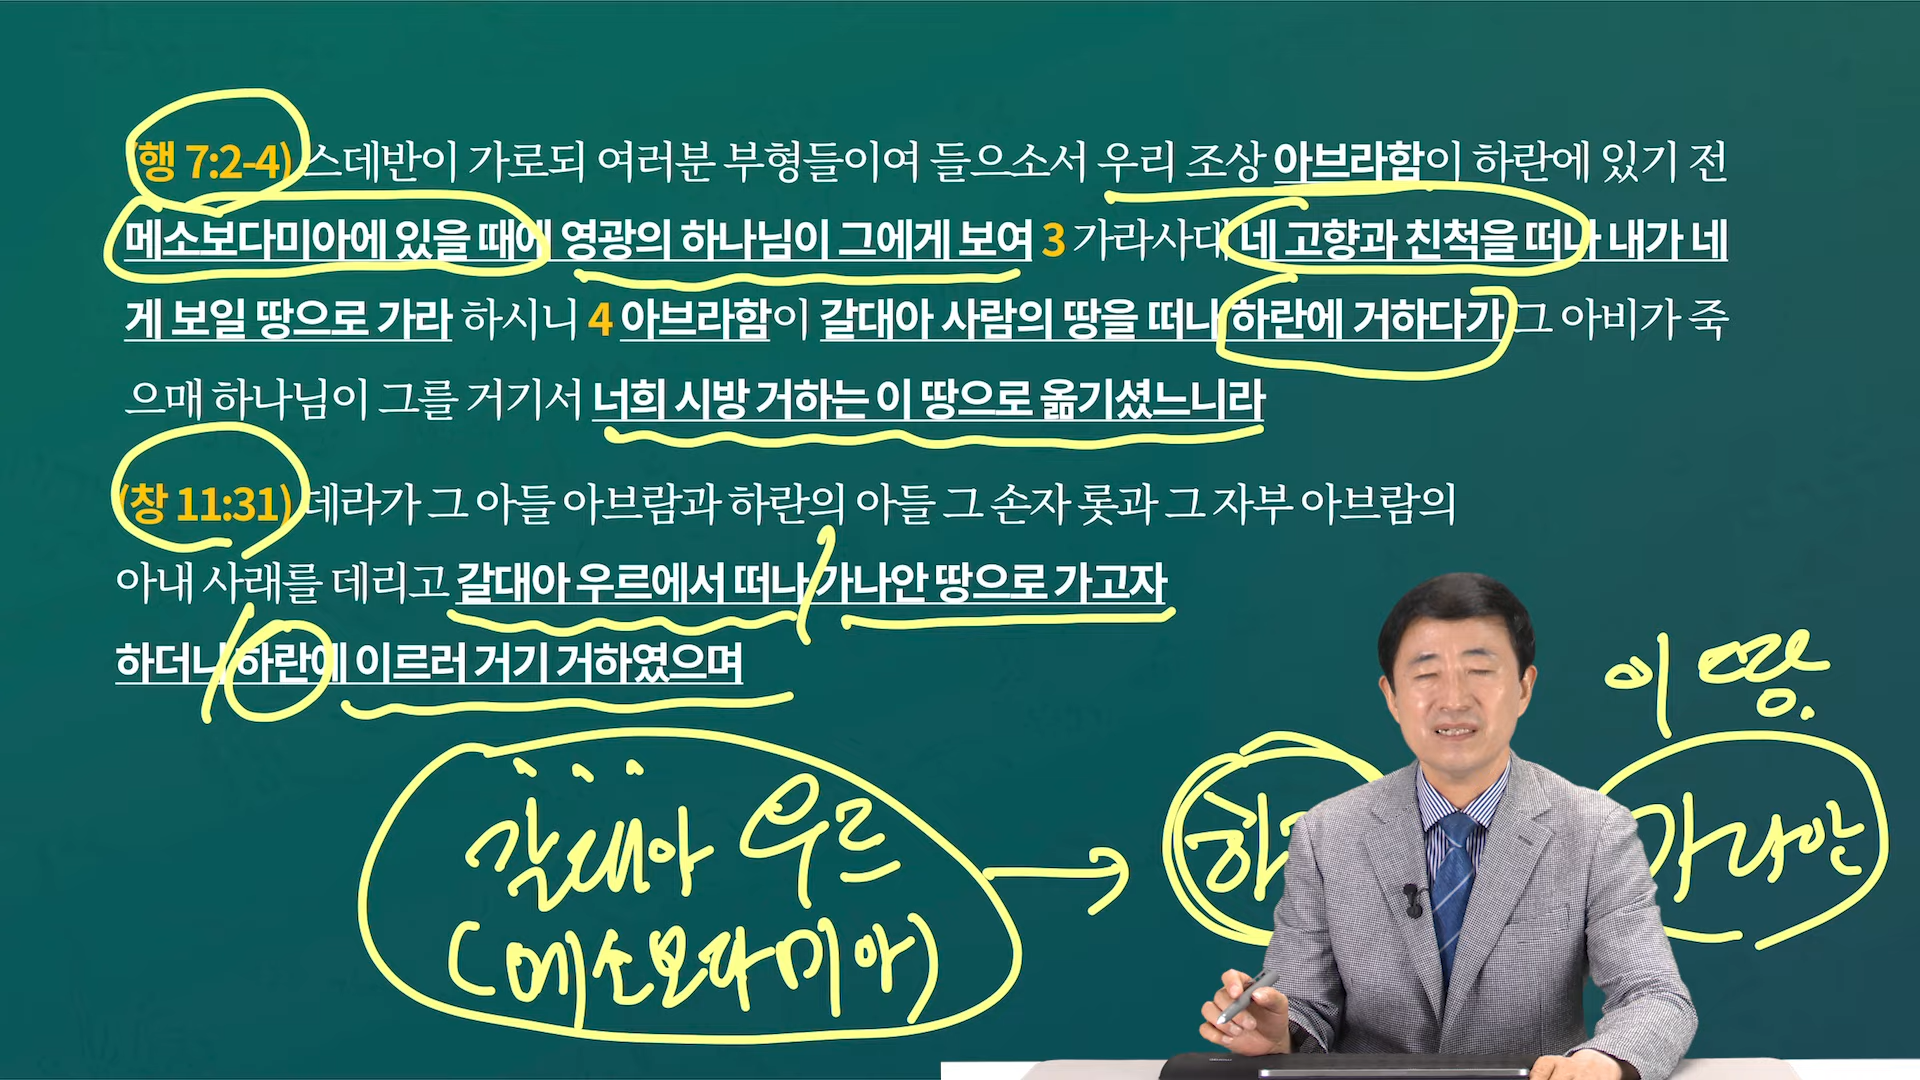 (행 7:2-4) 스데반이 가로되 여러분 부형들이여 들으소서 우리 조상 아브라함이 하란에 있기 전
메소보다미아에 있을 때에 영광의 하나님이 그에게 보여 3 가라사대 네 고향과 친척을 떠나 내가 네
게 보일 땅으로 가라 하시니 4 아브라함이 갈대아 사람의 땅을 떠나 하란에 거하다가 그 아비가 죽
으매 하나님이 그를 거기서 너희 시방 거하는 이 땅으로 옮기셨느니라
(창 11:31) 데라가 그 아들 아브람과 하란의 아들 그 손자 롯과 그 자부 아브람의
아내 사래를 데리고 갈대아 우르에서 떠나 가나안 땅으로 가고자
하더니 하란에 이르러 거기 거하였으며
이 땅.
갈대아 우르
하
가나안
(메소보다미아)